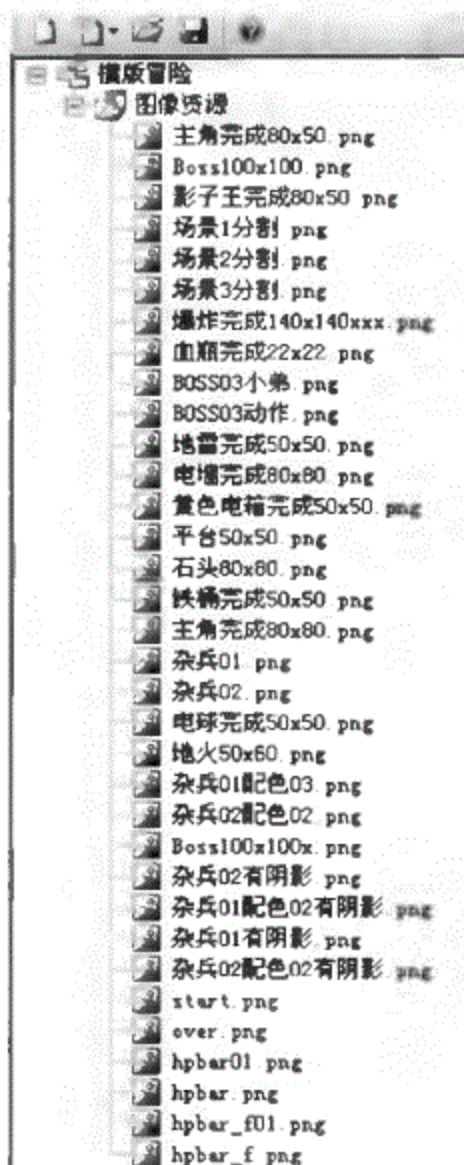 横版冒险
图像资源
主角完成80x50.png
Boss100x100.png
影子王完成80x50.png
场景1分割.png
场景2分割.png
场景3分割.png
爆炸完成140x140xxx.png
血瓶完成22x22.png
BOSS03小弟.png
BOSS03动作.png
地雷完成50x50.png
电墙完成80x80.png
黄色电箱完成50x50.png
平台50x50.png
石头80x80.png
铁桶完成50x50.png
主角完成80x80.png
杂兵01.png
杂兵02.png
电球完成50x50.png
地火50x60.png
杂兵01配色03.png
杂兵02配色02.png
Boss100x100x.png
杂兵02有阴影.png
杂兵01配色02有阴影.png
杂兵01有阴影.png
杂兵02配色02有阴影.png
start.png
over.png
hpbar01.png
hpbar.png
hpbar_f01.png
hpbar_f.png